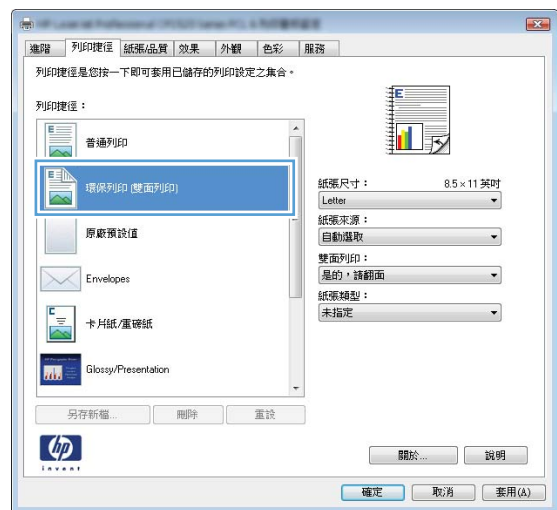 進階 列印捷徑 紙張/品質 效果 外觀 色彩 服務
列印捷徑是您按一下即可套用已儲存的列印設定之集合。
列印捷徑：
普通列印
環保列印 (雙面列印)
原廠預設值
Envelopes
卡片紙/重磅紙
Glossy/Presentation
另存新檔... 刪除 重設
紙張尺寸： 8.5 × 11 英吋
Letter
紙張來源：
自動選取
雙面列印：
是的，請翻面
紙張類型：
未指定
hp
invent
關於... 說明
確定 取消 套用(A)